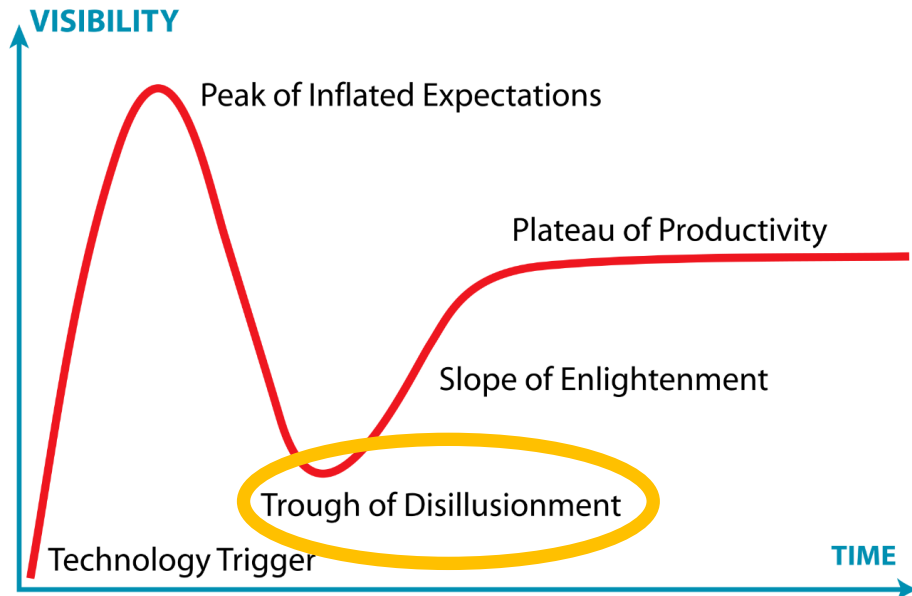 VISIBILITY
Peak of Inflated Expectations
Plateau of Productivity
Slope of Enlightenment
Trough of Disillusionment
Technology Trigger
TIME